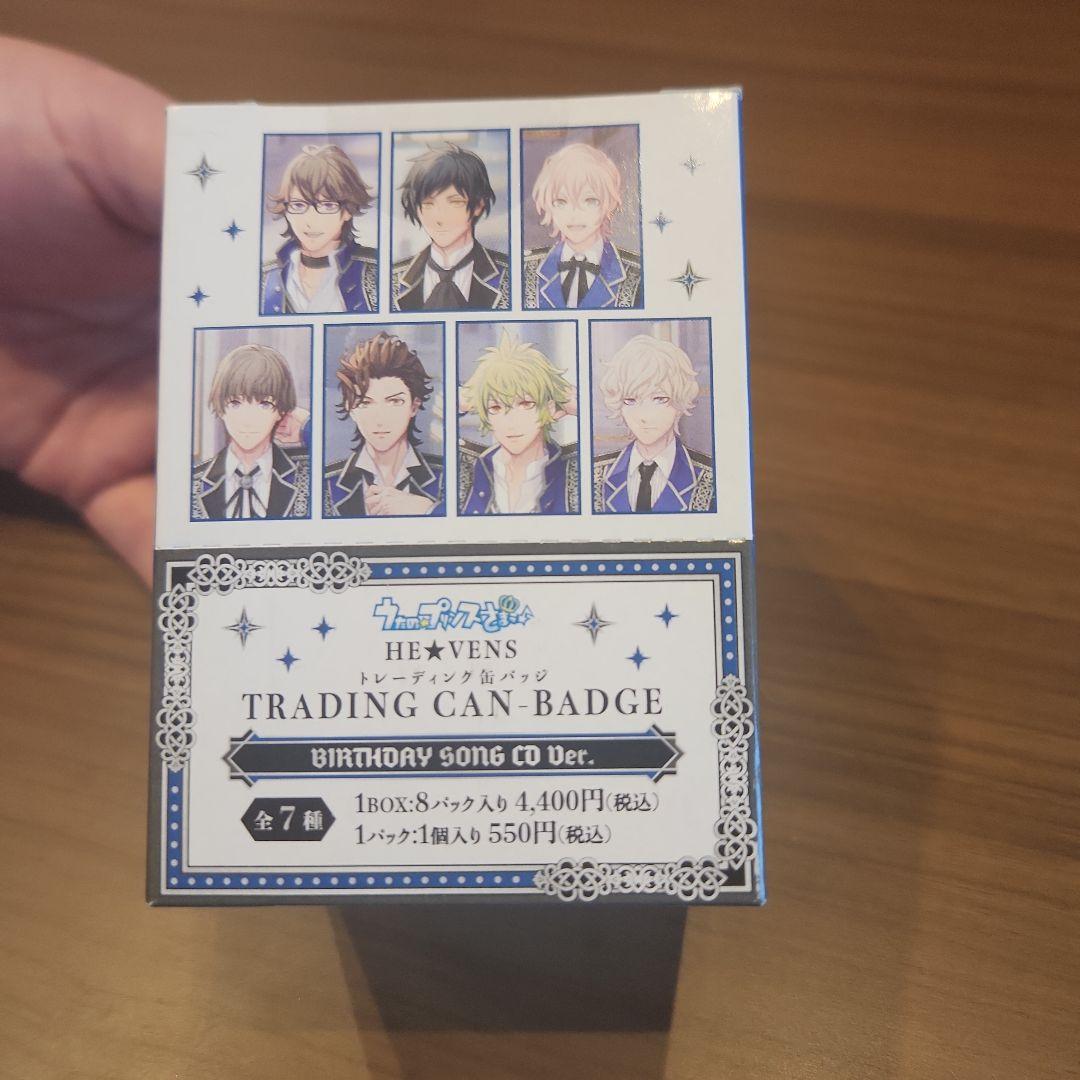 うたの☆プリンスさまっ♪
HE★VENS
トレーディング缶バッジ
TRADING CAN-BADGE
BIRTHDAY SONG CD Ver.
全7種
1BOX:8パック入り 4,400円(税込)
1パック:1個入り 550円(税込)